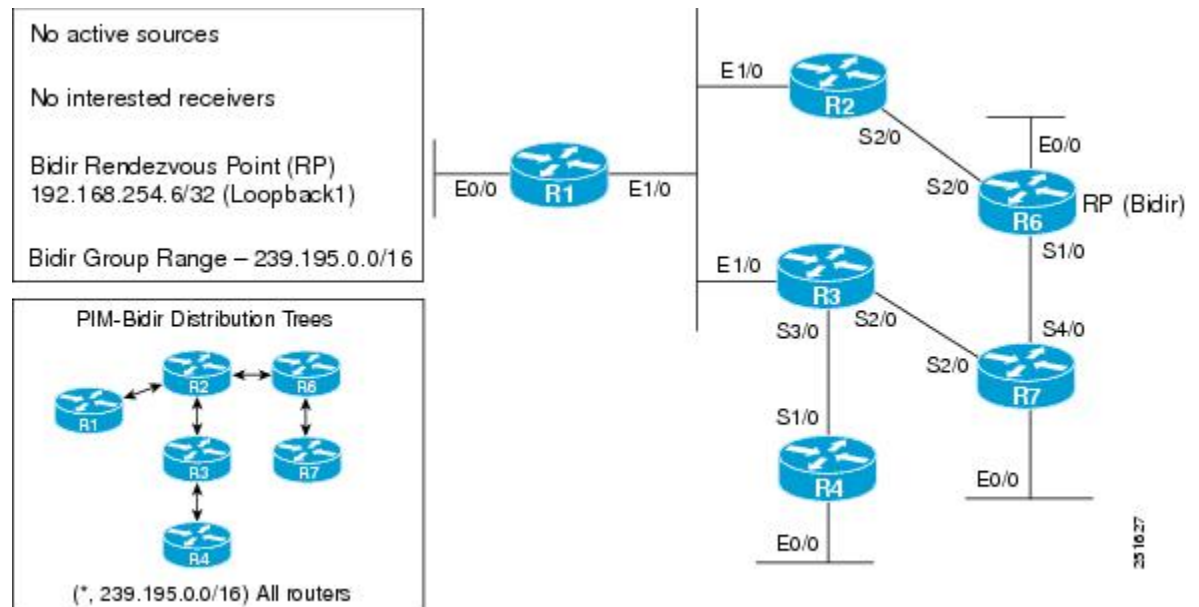 No active sources
No interested receivers
Bidir Rendezvous Point (RP)
192.168.254.6/32 (Loopback1)
Bidir Group Range – 239.195.0.0/16
PIM-Bidir Distribution Trees
R1
R2
R6
R3
R7
R4
(*, 239.195.0.0/16) All routers
E0/0
R1
E1/0
E1/0
R2
S2/0
E0/0
S2/0
R6
RP (Bidir)
S1/0
E1/0
R3
S3/0
S2/0
S4/0
S2/0
R7
S1/0
R4
E0/0
E0/0
251627